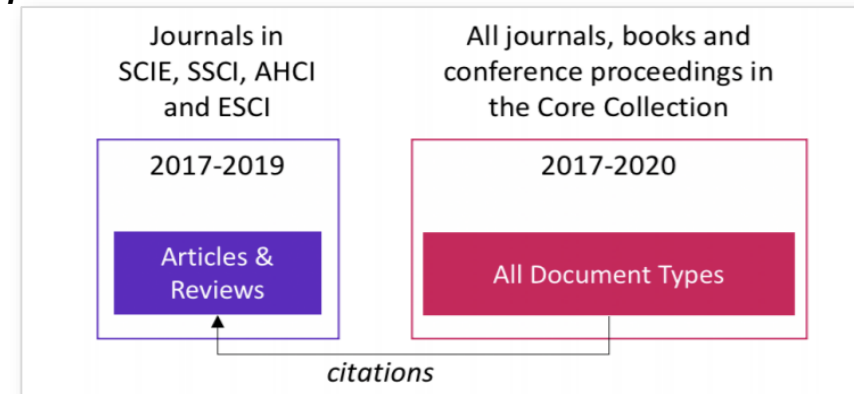 Journals in
SCIE, SSCI, AHCI
and ESCI
2017-2019
Articles &
Reviews
All journals, books and
conference proceedings in
the Core Collection
2017-2020
All Document Types
citations